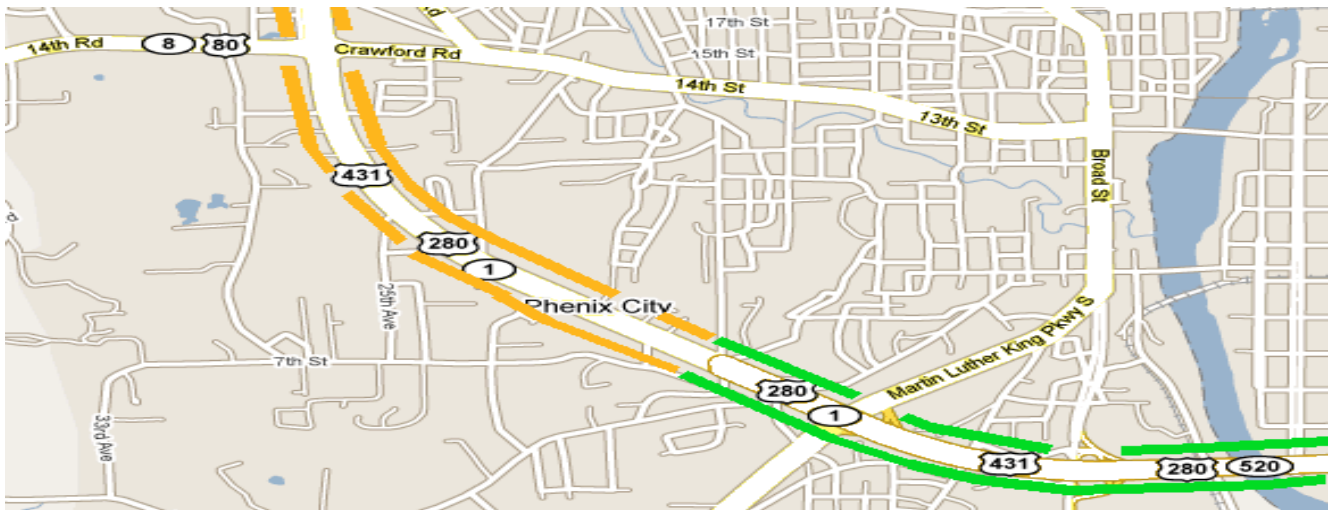 17th St
14th Rd
8
80
Crawford Rd
15th St
14th St
13th St
431
Broad St
280
1
25th Ave
Phenix City
7th St
Martin Luther King Pkwy S
280
1
33rd Ave
431
280
520